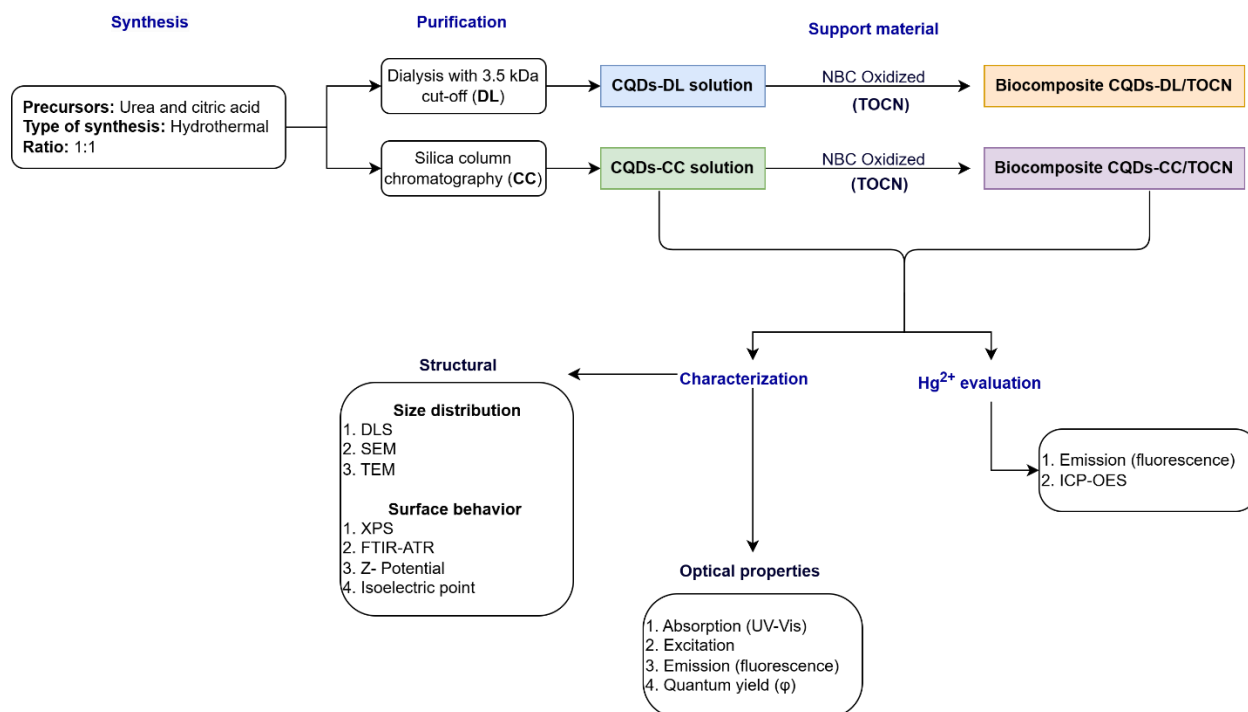 Synthesis
Purification
Support material
Precursors: Urea and citric acid
Type of synthesis: Hydrothermal
Ratio: 1:1
Dialysis with 3.5 kDa
cut-off (DL)
CQDs-DL solution
NBC Oxidized
(TOCN)
Biocomposite CQDs-DL/TOCN
Silica column
chromatography (CC)
CQDs-CC solution
NBC Oxidized
(TOCN)
Biocomposite CQDs-CC/TOCN
Structural
Characterization
Hg2+ evaluation
Size distribution
1. DLS
2. SEM
3. TEM
Surface behavior
1. XPS
2. FTIR-ATR
3. Z- Potential
4. Isoelectric point
1. Emission (fluorescence)
2. ICP-OES
Optical properties
1. Absorption (UV-Vis)
2. Excitation
3. Emission (fluorescence)
4. Quantum yield (φ)